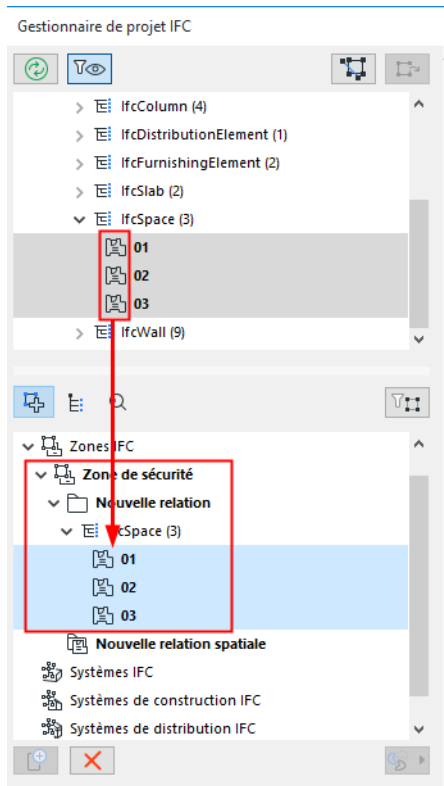 Gestionnaire de projet IFC
IfcColumn (4)
IfcDistributionElement (1)
IfcFurnishingElement (2)
IfcSlab (2)
IfcSpace (3)
01
02
03
IfcWall (9)
Zones IFC
Zone de sécurité
Nouvelle relation
IfcSpace (3)
01
02
03
Nouvelle relation spatiale
Systèmes IFC
Systèmes de construction IFC
Systèmes de distribution IFC